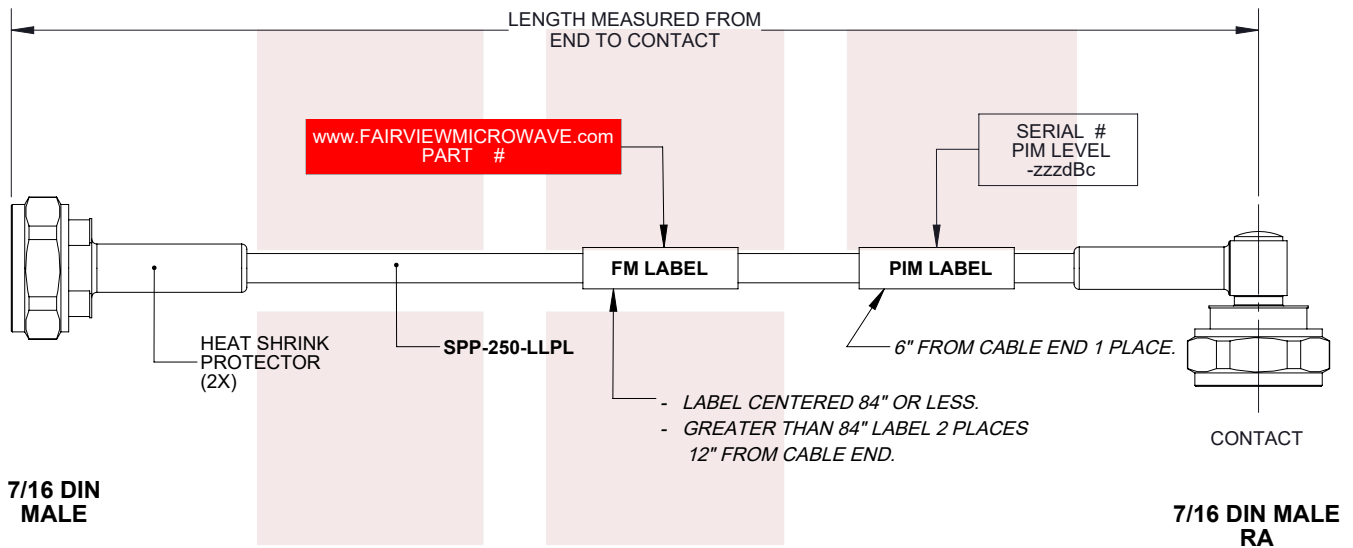 LENGTH MEASURED FROM
END TO CONTACT
www.FAIRVIEWMICROWAVE.com
PART #
SERIAL #
PIM LEVEL
-zzzdBc
FM LABEL
PIM LABEL
HEAT SHRINK
PROTECTOR
(2X)
SPP-250-LLPL
6" FROM CABLE END 1 PLACE.
- LABEL CENTERED 84" OR LESS.
- GREATER THAN 84" LABEL 2 PLACES
12" FROM CABLE END.
CONTACT
7/16 DIN
MALE
7/16 DIN MALE
RA